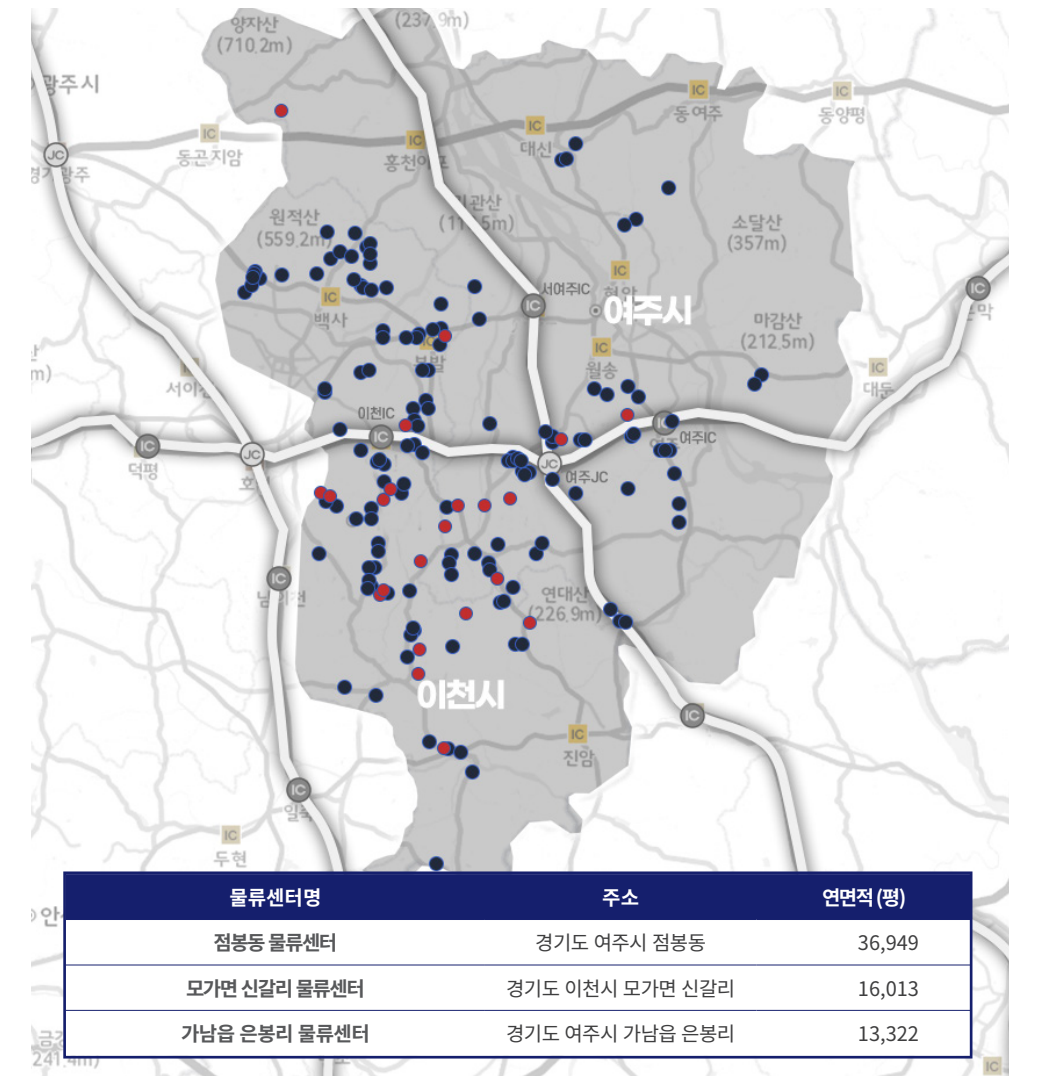 양자산
(710.2m)
(237.9m)
광주시
IC
동여주
IC
동양평
IC
대신
IC
동곤지암
IC
JC
원적산
(559.2m)
소달산
(357m)
IC
서여주IC
IC
여주시
IC
백사
마감산
(212.5m)
IC
IC
월송
IC
서이천
IC
대둔
이천IC
IC
IC
여주IC
IC
덕평
JC
JC
여주JC
IC
남이천
연대산
(226.9m)
이천시
IC
IC
진암
IC
IC
두현
물류센터명 주소 연면적(평)
점봉동 물류센터 경기도 여주시 점봉동 36,949
모가면 신갈리 물류센터 경기도 이천시 모가면 신갈리 16,013
가남읍 은봉리 물류센터 경기도 여주시 가남읍 은봉리 13,322
241.4m)
IC